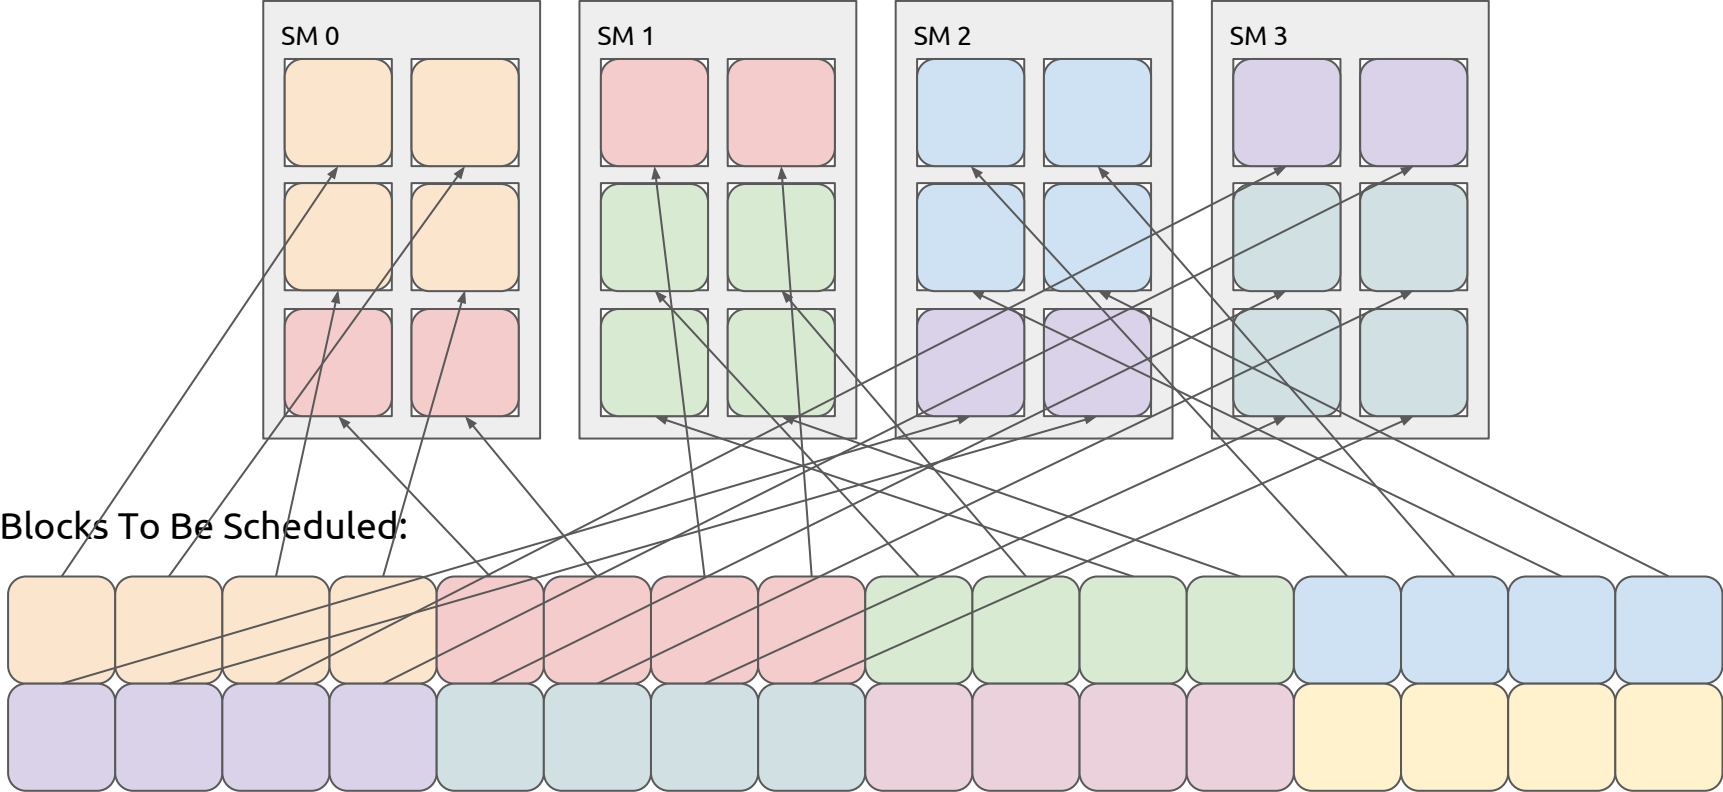 SM 0
SM 1
SM 2
SM 3
Blocks To Be Scheduled: